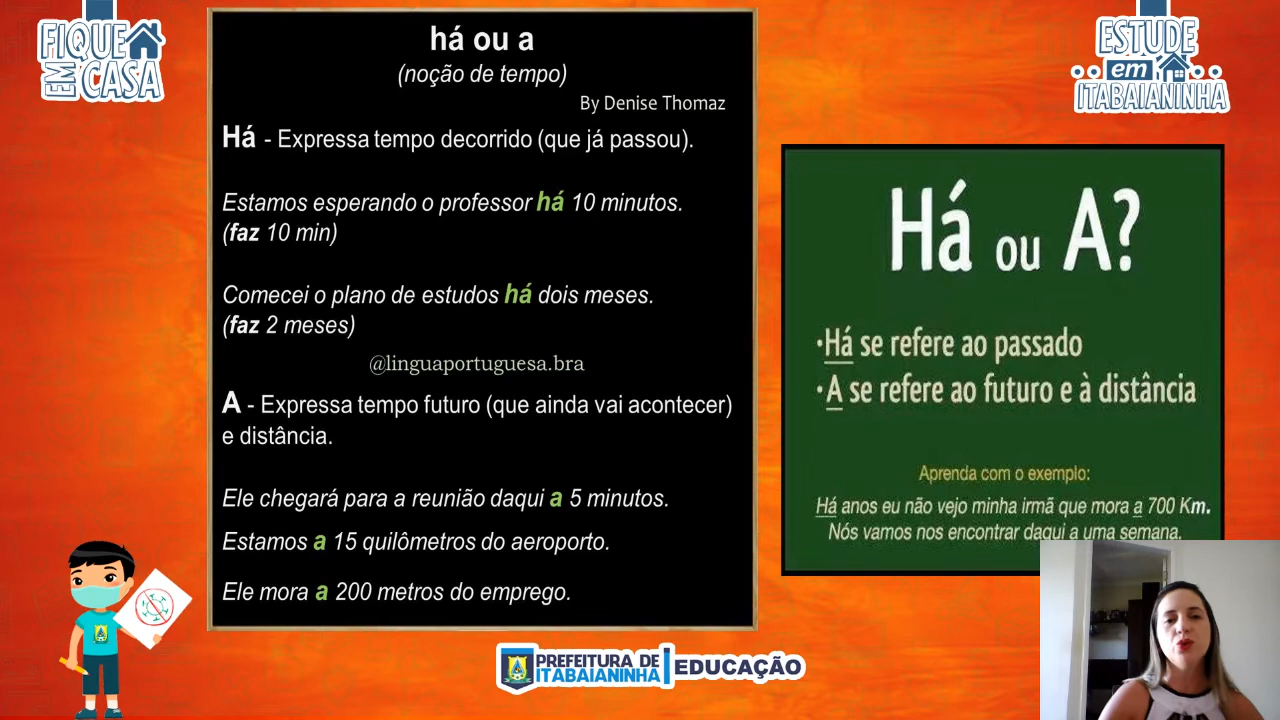 FIQUE
EM
CASA
há ou a
(noção de tempo)
By Denise Thomaz
Há - Expressa tempo decorrido (que já passou).
Estamos esperando o professor há 10 minutos.
(faz 10 min)
Comecei o plano de estudos há dois meses.
(faz 2 meses)
@linguaportuguesa.bra
A - Expressa tempo futuro (que ainda vai acontecer)
e distância.
Ele chegará para a reunião daqui a 5 minutos.
Estamos a 15 quilômetros do aeroporto.
Ele mora a 200 metros do emprego.
ESTUDE
em
ITABAIANINHA
Há ou A?
•Há se refere ao passado
•A se refere ao futuro e à distância
Aprenda com o exemplo:
Há anos eu não vejo minha irmã que mora a 700 Km.
Nós vamos nos encontrar daqui a uma semana.
PREFEITURA DE
ITABAIANINHA
EDUCAÇÃO